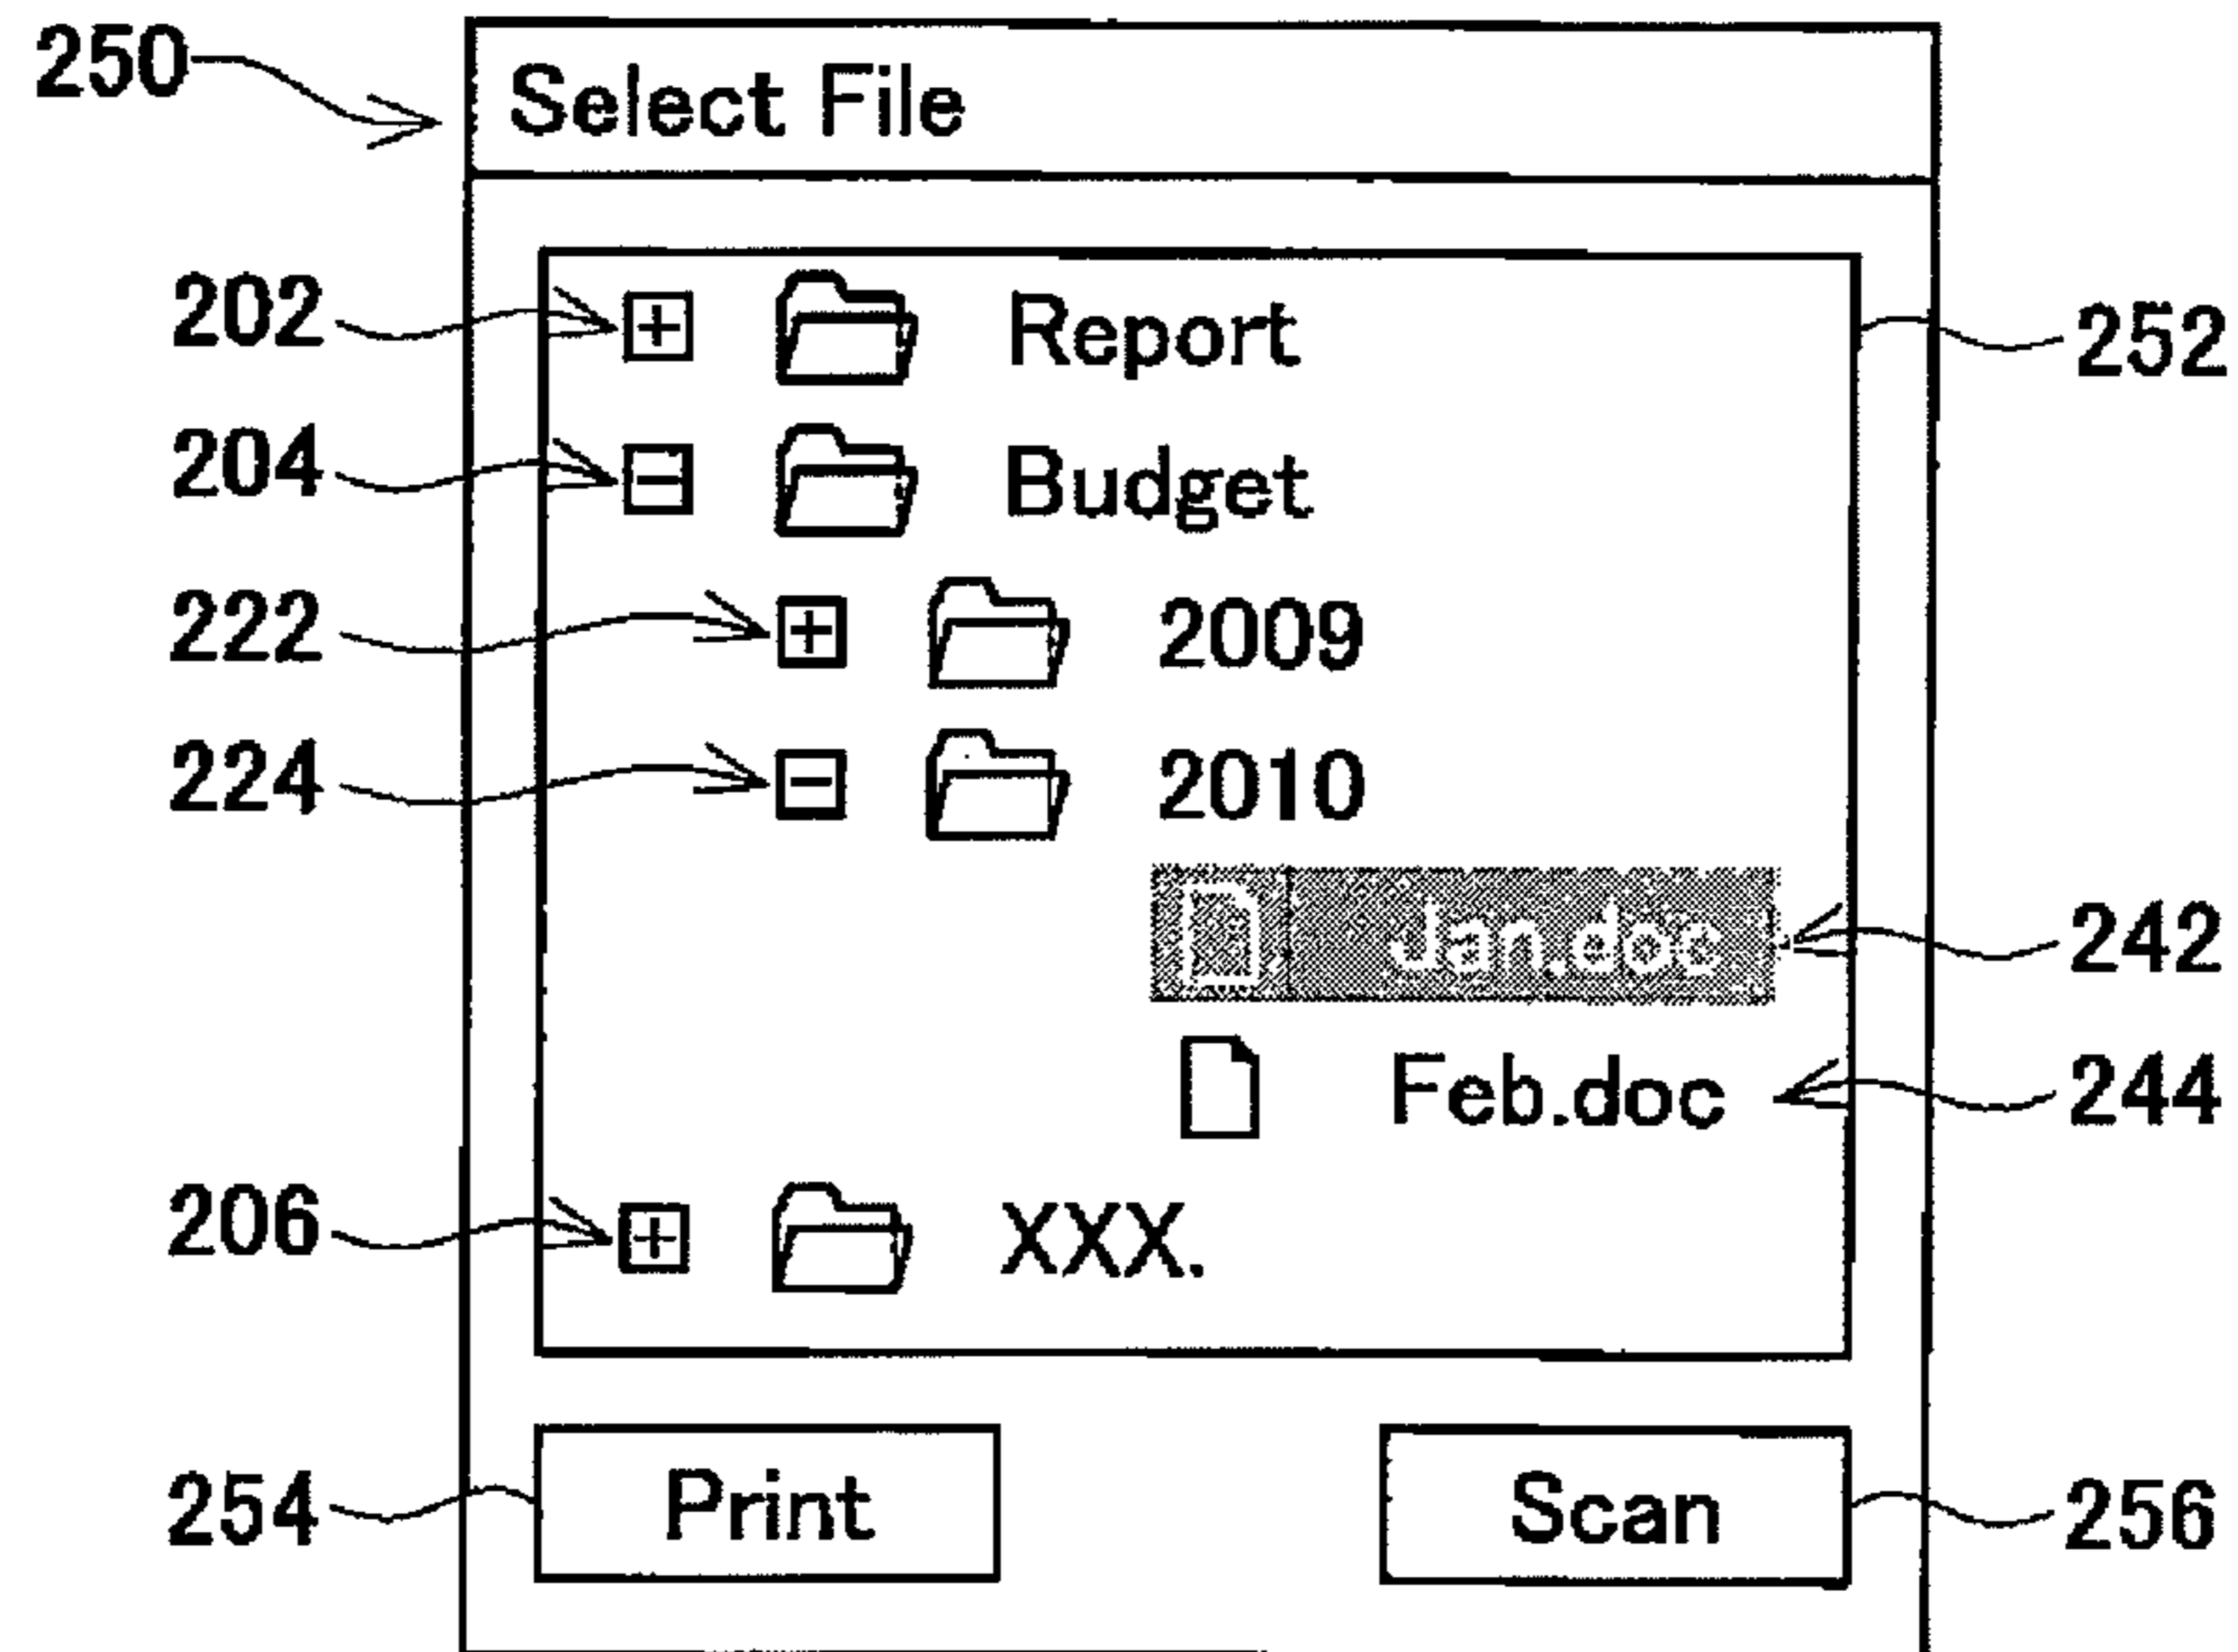 250 Select File
202 Report 252
204 Budget
222 2009
224 2010
Jan.doc 242
Feb.doc 244
206 XXX.
254 Print Scan 256